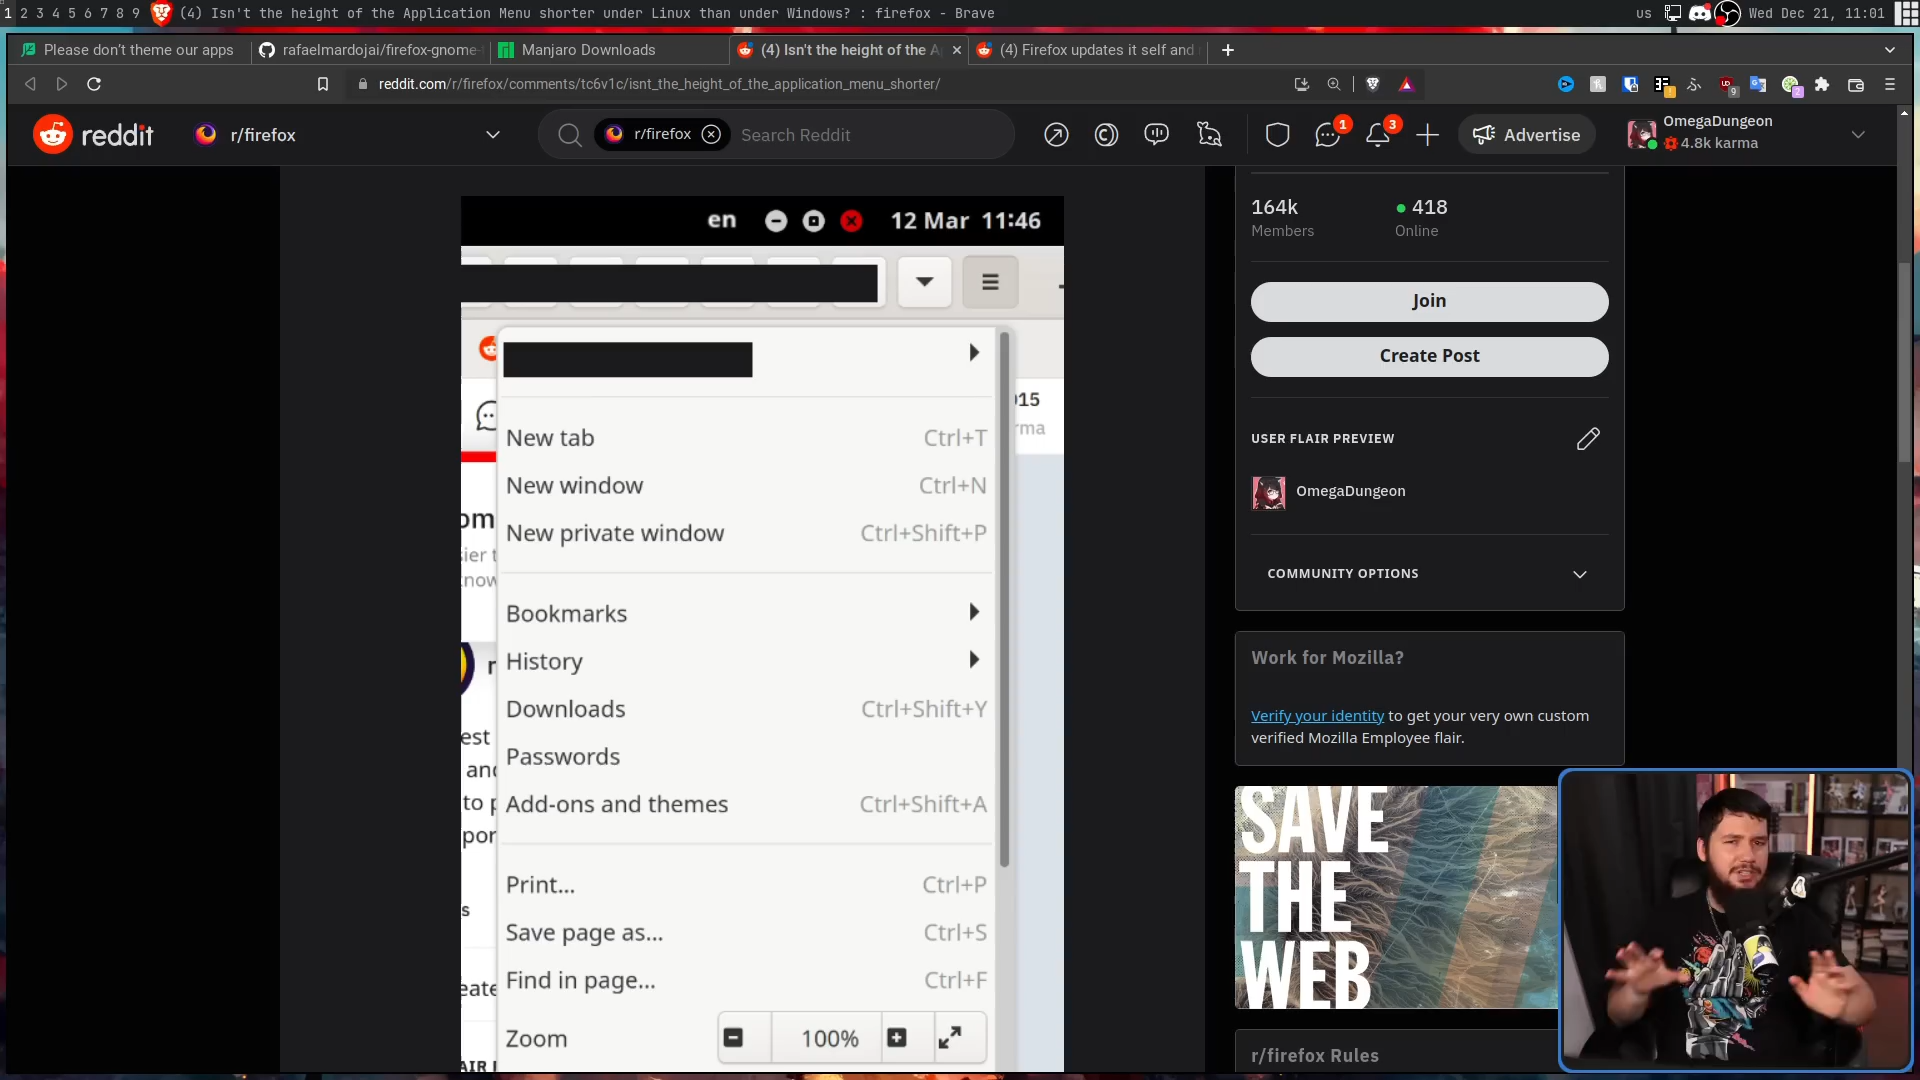 1 2 3 4 5 6 7 8 9 (4) Isn't the height of the Application Menu shorter under Linux than under Windows? : firefox - Brave us Wed Dec 21, 11:01
Please don't theme our apps rafaelmardojai/firefox-gnome- Manjaro Downloads (4) Isn't the height of the A (4) Firefox updates it self and
reddit.com/r/firefox/comments/tc6v1c/isnt_the_height_of_the_application_menu_shorter/
reddit r/firefox r/firefox Search Reddit 1 3 Advertise OmegaDungeon
4.8k karma
en 12 Mar 11:46
New tab Ctrl+T
New window Ctrl+N
New private window Ctrl+Shift+P
Bookmarks
History
Downloads Ctrl+Shift+Y
Passwords
Add-ons and themes Ctrl+Shift+A
Print... Ctrl+P
Save page as... Ctrl+S
Find in page... Ctrl+F
Zoom 100%
164k 418
Members Online
Join
Create Post
USER FLAIR PREVIEW
OmegaDungeon
COMMUNITY OPTIONS
Work for Mozilla?
Verify your identity to get your very own custom
verified Mozilla Employee flair.
SAVE
THE
WEB
r/firefox Rules